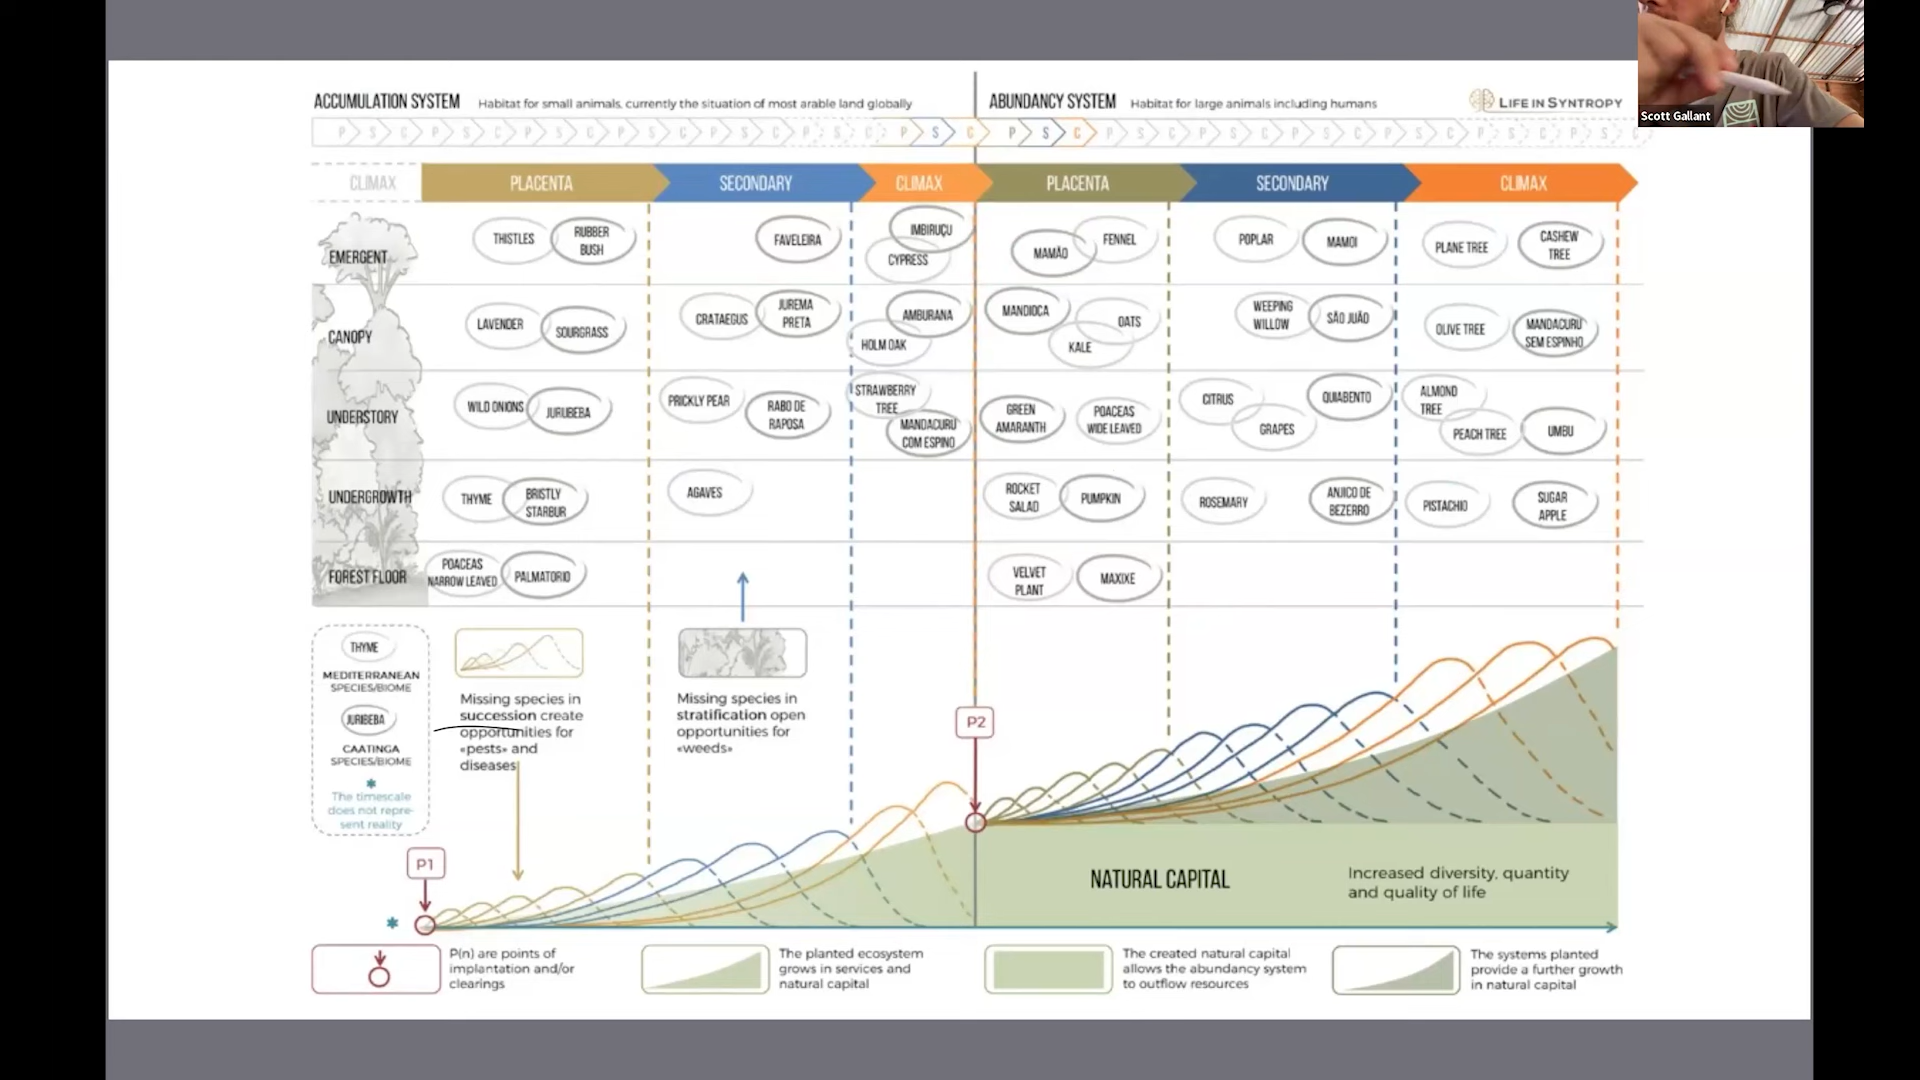 ACCUMULATION SYSTEM Habitat for small animals, currently the situation of most arable land globally
ABUNDANCY SYSTEM Habitat for large animals including humans
LIFE IN SYNTROPY
Scott Gallant
P S C P S C P S C P S C P S C P S C P S C P S C P S C P S C P S C
CLIMAX PLACENTA SECONDARY CLIMAX PLACENTA SECONDARY CLIMAX
EMERGENT
THISTLES
RUBBER
BUSH
FAVELEIRA
IMBIRUÇU
CYPRESS
MAMÃO
FENNEL
POPLAR
MAMOI
PLANE TREE
CASHEW
TREE
CANOPY
LAVENDER
SOURGRASS
CRATAEGUS
JUREMA
PRETA
AMBURANA
HOLM OAK
MANDIOCA
OATS
KALE
WEEPING
WILLOW
SÃO JUÃO
OLIVE TREE
MANDACURU
SEM ESPINHO
UNDERSTORY
WILD ONIONS
JURUBEBA
PRICKLY PEAR
RABO DE
RAPOSA
STRAWBERRY
TREE
MANDACURU
COM ESPINO
GREEN
AMARANTH
POACEAS
WIDE LEAVED
CITRUS
GRAPES
QUIABENTO
ALMOND
TREE
PEACH TREE
UMBU
UNDERGROWTH
THYME
BRISTLY
STARBUR
AGAVES
ROCKET
SALAD
PUMPKIN
ROSEMARY
ANJICO DE
BEZERRO
PISTACHIO
SUGAR
APPLE
FOREST FLOOR
POACEAS
NARROW LEAVED
PALMATORIO
VELVET
PLANT
MAXIXE
THYME
MEDITERRANEAN
SPECIES/BIOME
JURIBEBA
CAATINGA
SPECIES/BIOME
*
The timescale
does not repre-
sent reality
Missing species in
succession create
opportunities for
«pests» and
diseases
Missing species in
stratification open
opportunities for
«weeds»
P2
P1
*
NATURAL CAPITAL
Increased diversity, quantity
and quality of life
P(n) are points of
implantation and/or
clearings
The planted ecosystem
grows in services and
natural capital
The created natural capital
allows the abundancy system
to outflow resources
The systems planted
provide a further growth
in natural capital